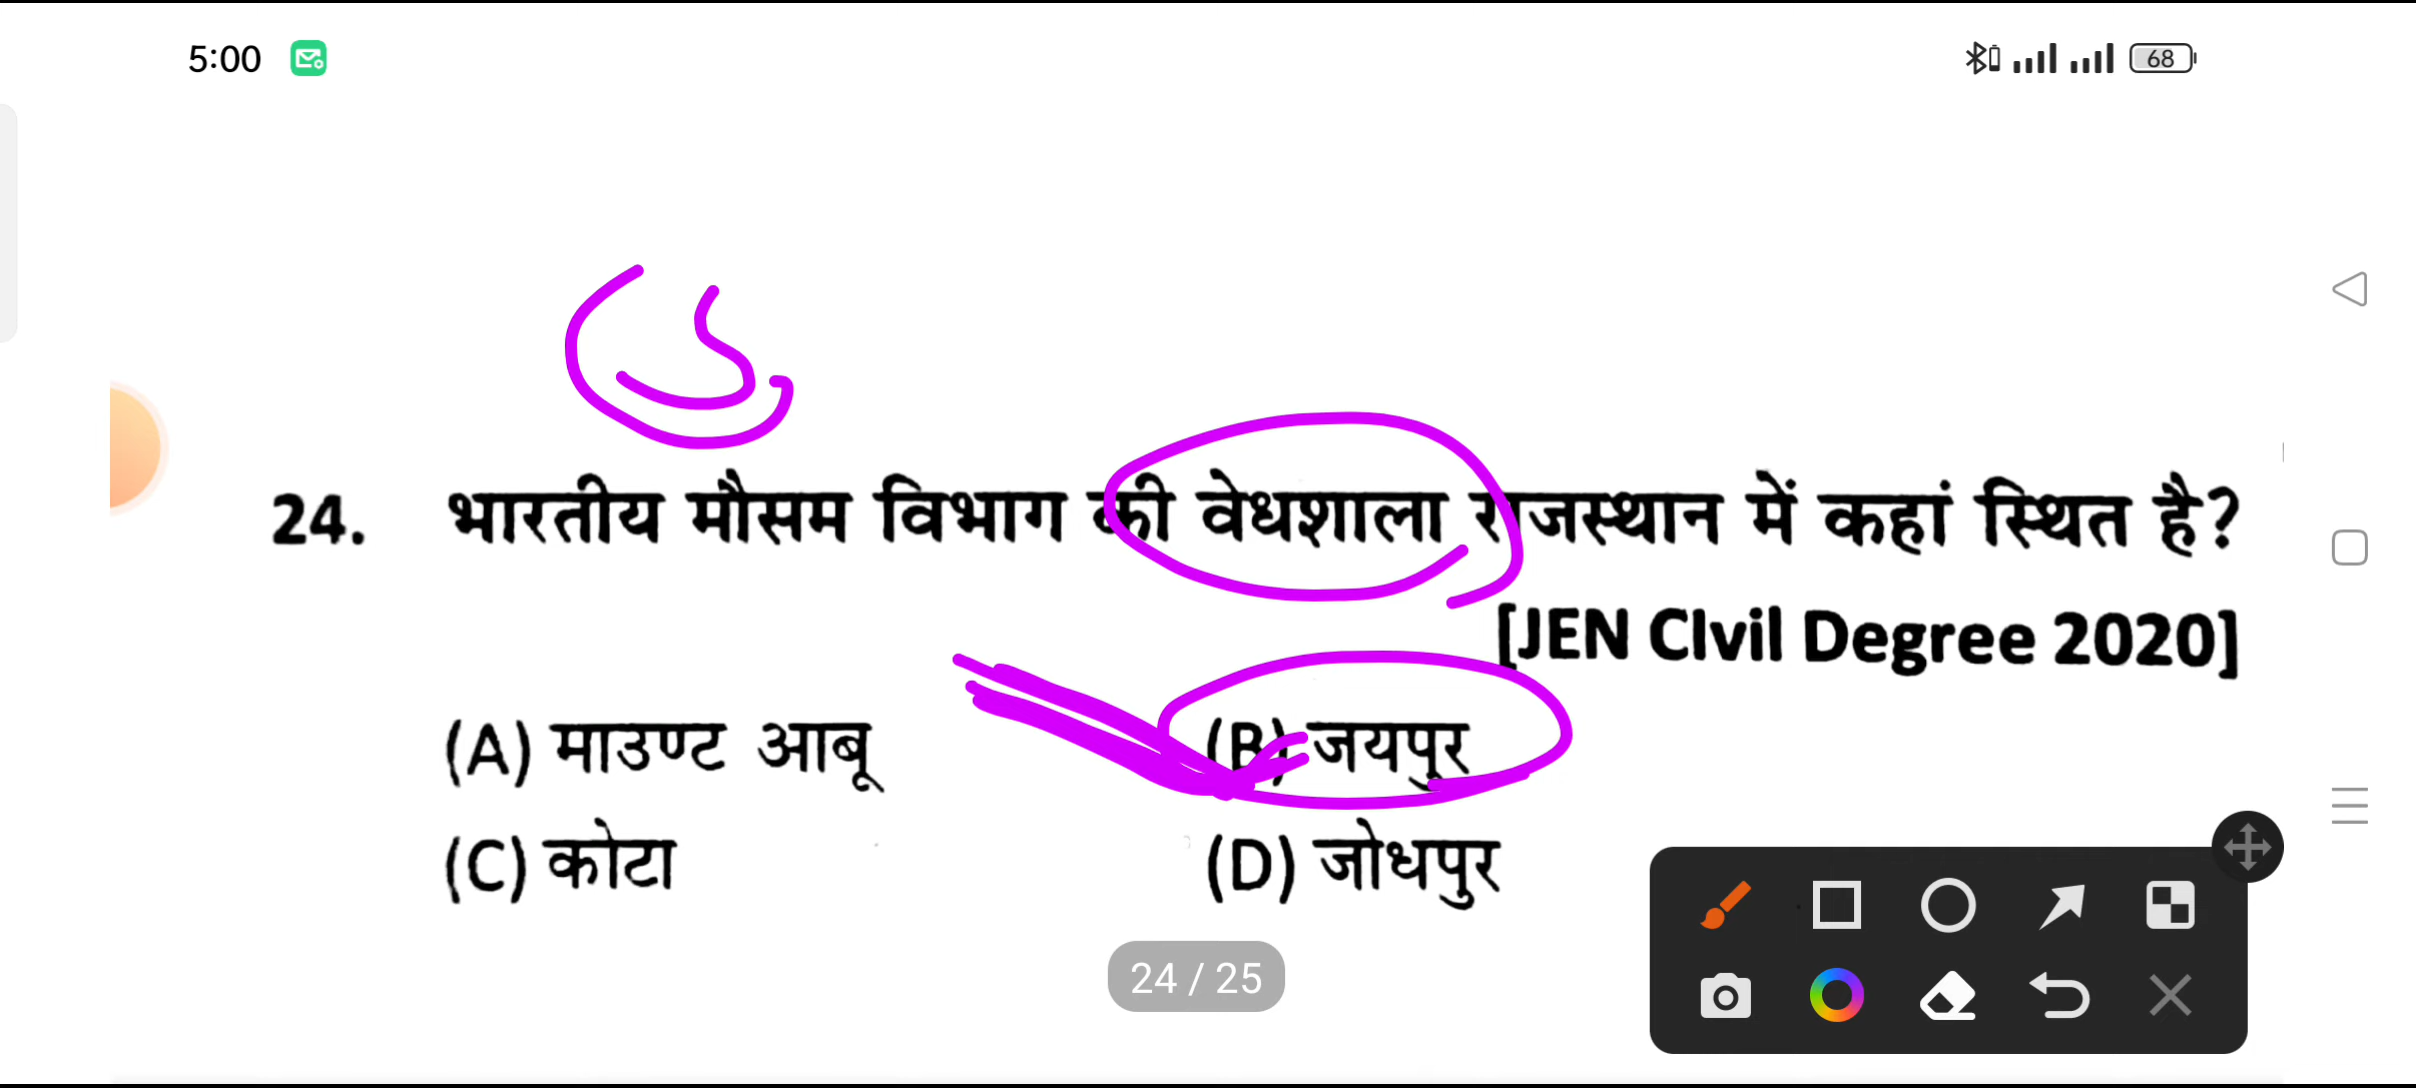 5:00
68
24. भारतीय मौसम विभाग की वेधशाला राजस्थान में कहां स्थित है?
[JEN CIvil Degree 2020]
(A) माउण्ट आबू (B) जयपुर
(C) कोटा (D) जोधपुर
24 / 25